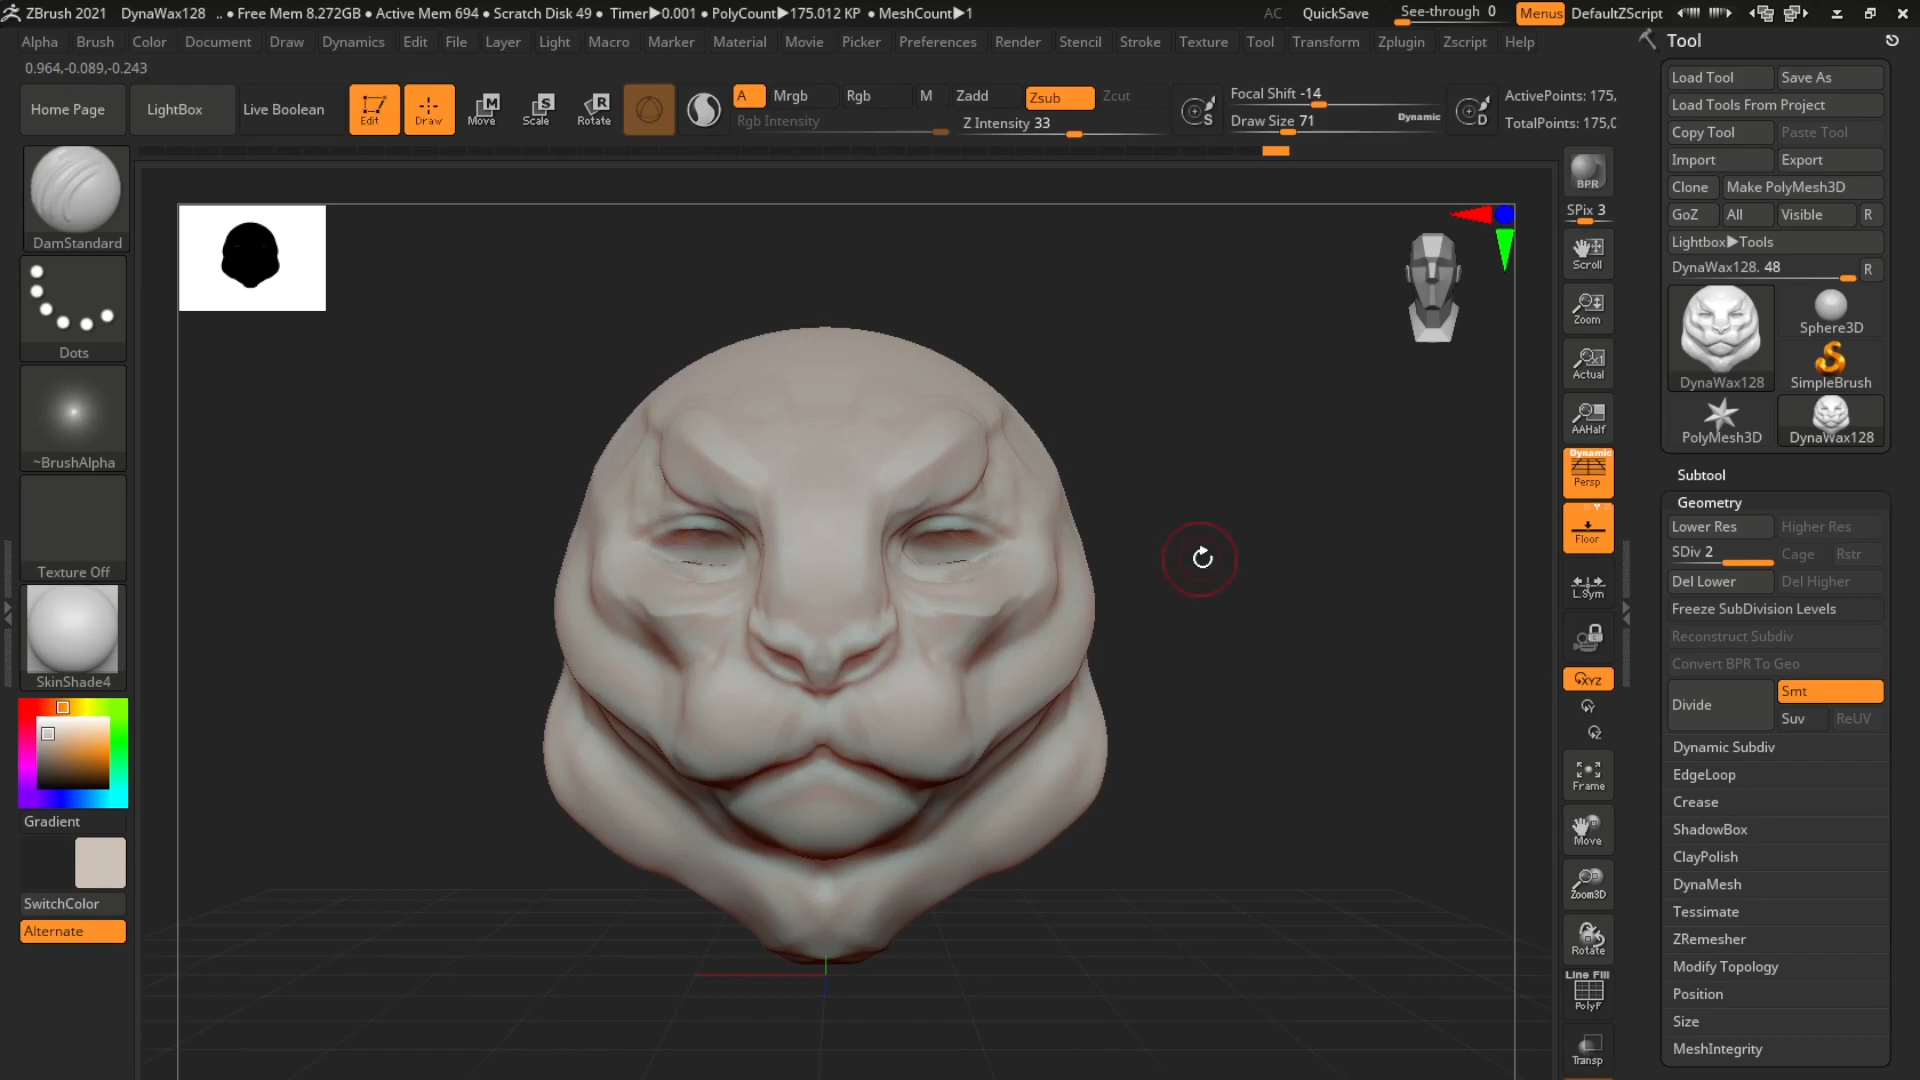 ZBrush 2021 DynaWax128 .. • Free Mem 8.272GB • Active Mem 694 • Scratch Disk 49 • Timer▶0.001 • PolyCount▶175.012 KP • MeshCount▶1 AC QuickSave See-through 0 Menus DefaultZScript
Alpha Brush Color Document Draw Dynamics Edit File Layer Light Macro Marker Material Movie Picker Preferences Render Stencil Stroke Texture Tool Transform Zplugin Zscript Help
0.964,-0.089,-0.243
Home Page
LightBox
Live Boolean
Edit
Draw
Move
Scale
Rotate
A Mrgb Rgb M Zadd Zsub Zcut
Rgb Intensity
Z Intensity 33
Focal Shift -14
Draw Size 71
Dynamic
S
D
ActivePoints: 175,
TotalPoints: 175,0
DamStandard
Dots
~BrushAlpha
Texture Off
SkinShade4
Gradient
SwitchColor
Alternate
BPR
SPix 3
Scroll
Zoom
Actual
AAHalf
Dynamic
Persp
Floor
L.Sym
XYZ
Frame
Move
Zoom3D
Rotate
Line Fill
PolyF
Transp
Tool
Load Tool
Save As
Load Tools From Project
Copy Tool
Paste Tool
Import
Export
Clone
Make PolyMesh3D
GoZ
All
Visible
R
Lightbox▶Tools
DynaWax128. 48
R
DynaWax128
Sphere3D
SimpleBrush
PolyMesh3D
DynaWax128
Subtool
Geometry
Lower Res
Higher Res
SDiv 2
Cage
Rstr
Del Lower
Del Higher
Freeze SubDivision Levels
Reconstruct Subdiv
Convert BPR To Geo
Divide
Smt
Suv
ReUV
Dynamic Subdiv
EdgeLoop
Crease
ShadowBox
ClayPolish
DynaMesh
Tessimate
ZRemesher
Modify Topology
Position
Size
MeshIntegrity